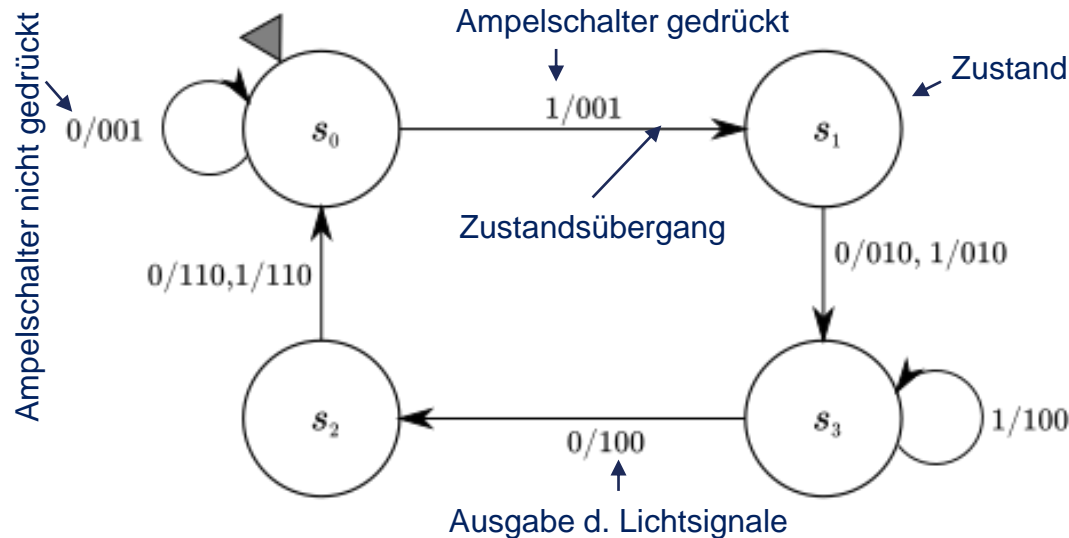 Ampelschalter nicht gedrückt
Ampelschalter gedrückt
Zustand
0/001
s₀
1/001
s₁
Zustandsübergang
0/110,1/110
0/010, 1/010
s₂
0/100
s₃
1/100
Ausgabe d. Lichtsignale